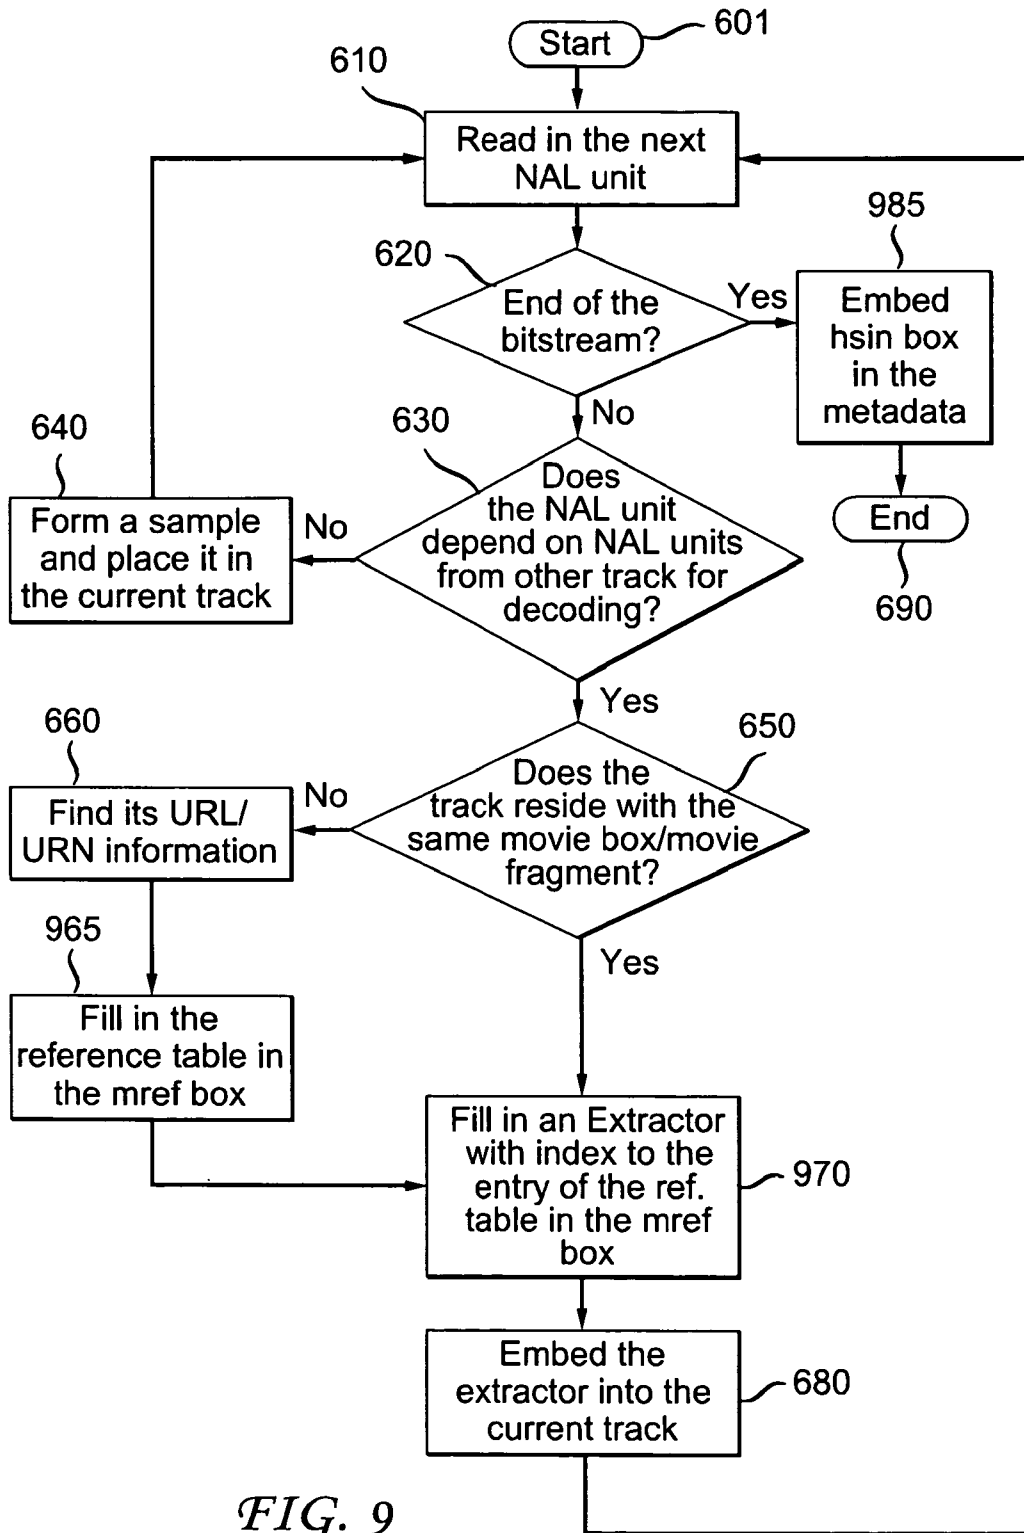 Start
601
610
Read in the next
NAL unit
620
End of the
bitstream?
Yes
985
Embed
hsin box
in the
metadata
End
690
No
630
Does
the NAL unit
depend on NAL units
from other track for
decoding?
No
640
Form a sample
and place it in
the current track
Yes
650
Does the
track reside with the
same movie box/movie
fragment?
No
660
Find its URL/
URN information
965
Fill in the
reference table in
the mref box
Yes
Fill in an Extractor
with index to the
entry of the ref.
table in the mref
box
970
Embed the
extractor into the
current track
680
FIG. 9